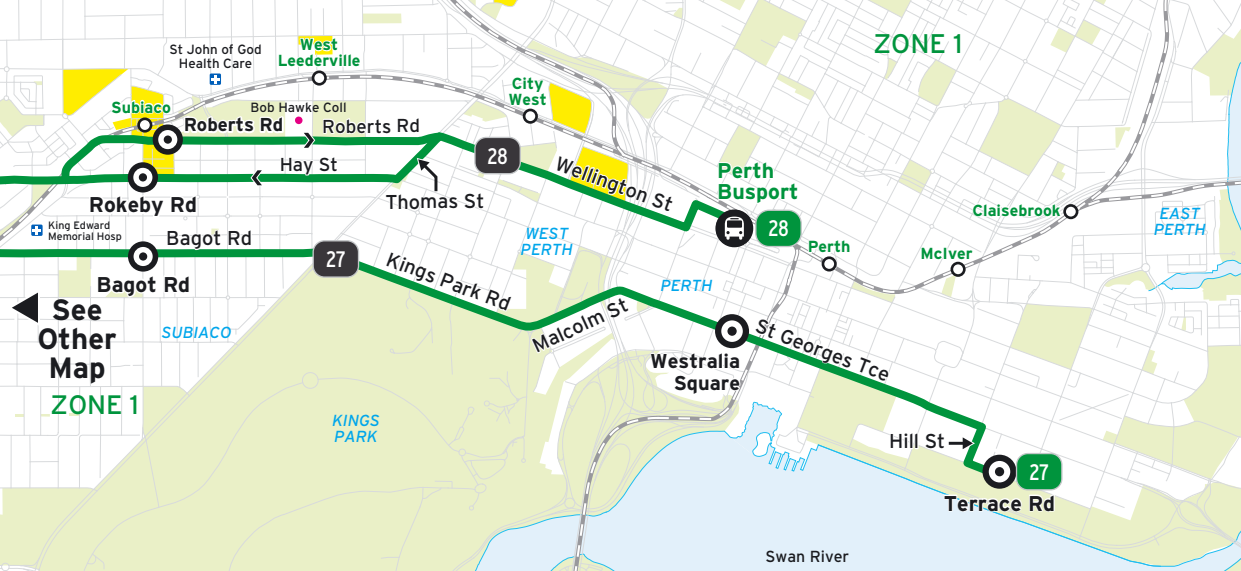 ZONE 1
St John of God
Health Care
West
Leederville
City
West
Subiaco
Bob Hawke Coll
Roberts Rd
Roberts Rd
Hay St
28
Wellington St
Thomas St
Perth
Busport
28
Rokeby Rd
King Edward
Memorial Hosp
Bagot Rd
Bagot Rd
27
Kings Park Rd
WEST
PERTH
Claisebrook
EAST
PERTH
Perth
McIver
PERTH
Malcolm St
See
Other
Map
ZONE 1
SUBIACO
Westralia
Square
St Georges Tce
KINGS
PARK
Hill St
27
Terrace Rd
Swan River